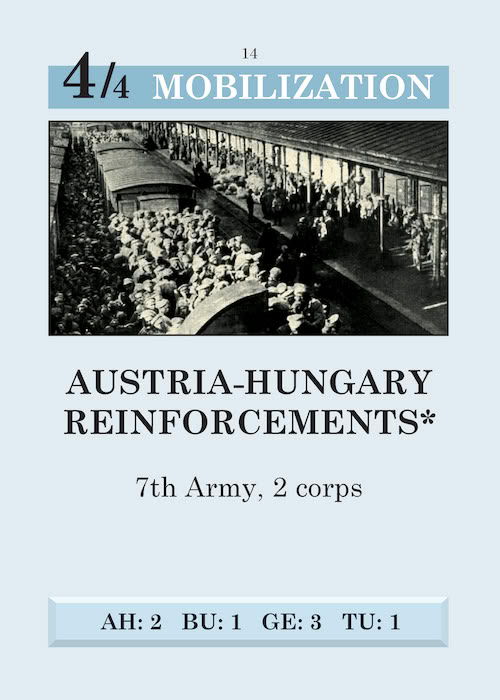 14
4/4 MOBILIZATION
AUSTRIA-HUNGARY
REINFORCEMENTS*
7th Army, 2 corps
AH: 2 BU: 1 GE: 3 TU: 1